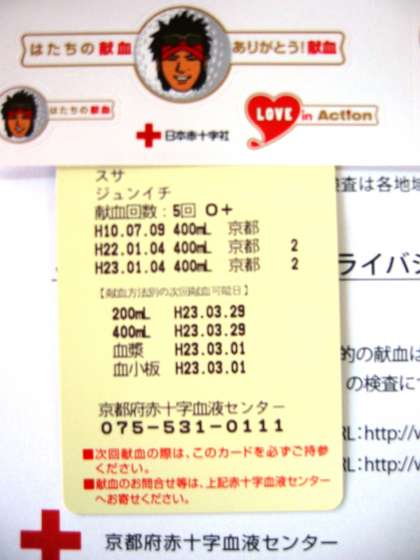 はたちの献血
ありがとう!献血
はたちの献血
LOVE in Action
日本赤十字社
検査は各地域
スサ
ジュンイチ
献血回数:5回 O+
H10.07.09 400mL 京都
H22.01.04 400mL 京都 2
H23.01.04 400mL 京都 2
ライバシ
【献血方法別の次回献血可能日】
200mL H23.03.29
400mL H23.03.29
血漿 H23.03.01
血小板 H23.03.01
的の献血は
の検査に
京都府赤十字血液センター
075-531-0111
RL:http://w
RL:http://w
■次回献血の際は、このカードを必ずご持参
ください。
■献血のお問合せ等は、上記赤十字血液センター
へお寄せください。
京都府赤十字血液センター